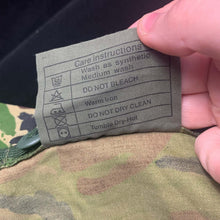 Care instructions
Wash as synthetic
Medium wash
DO NOT BLEACH
Warm Iron
DO NOT DRY CLEAN
Tumble Dry-Hot